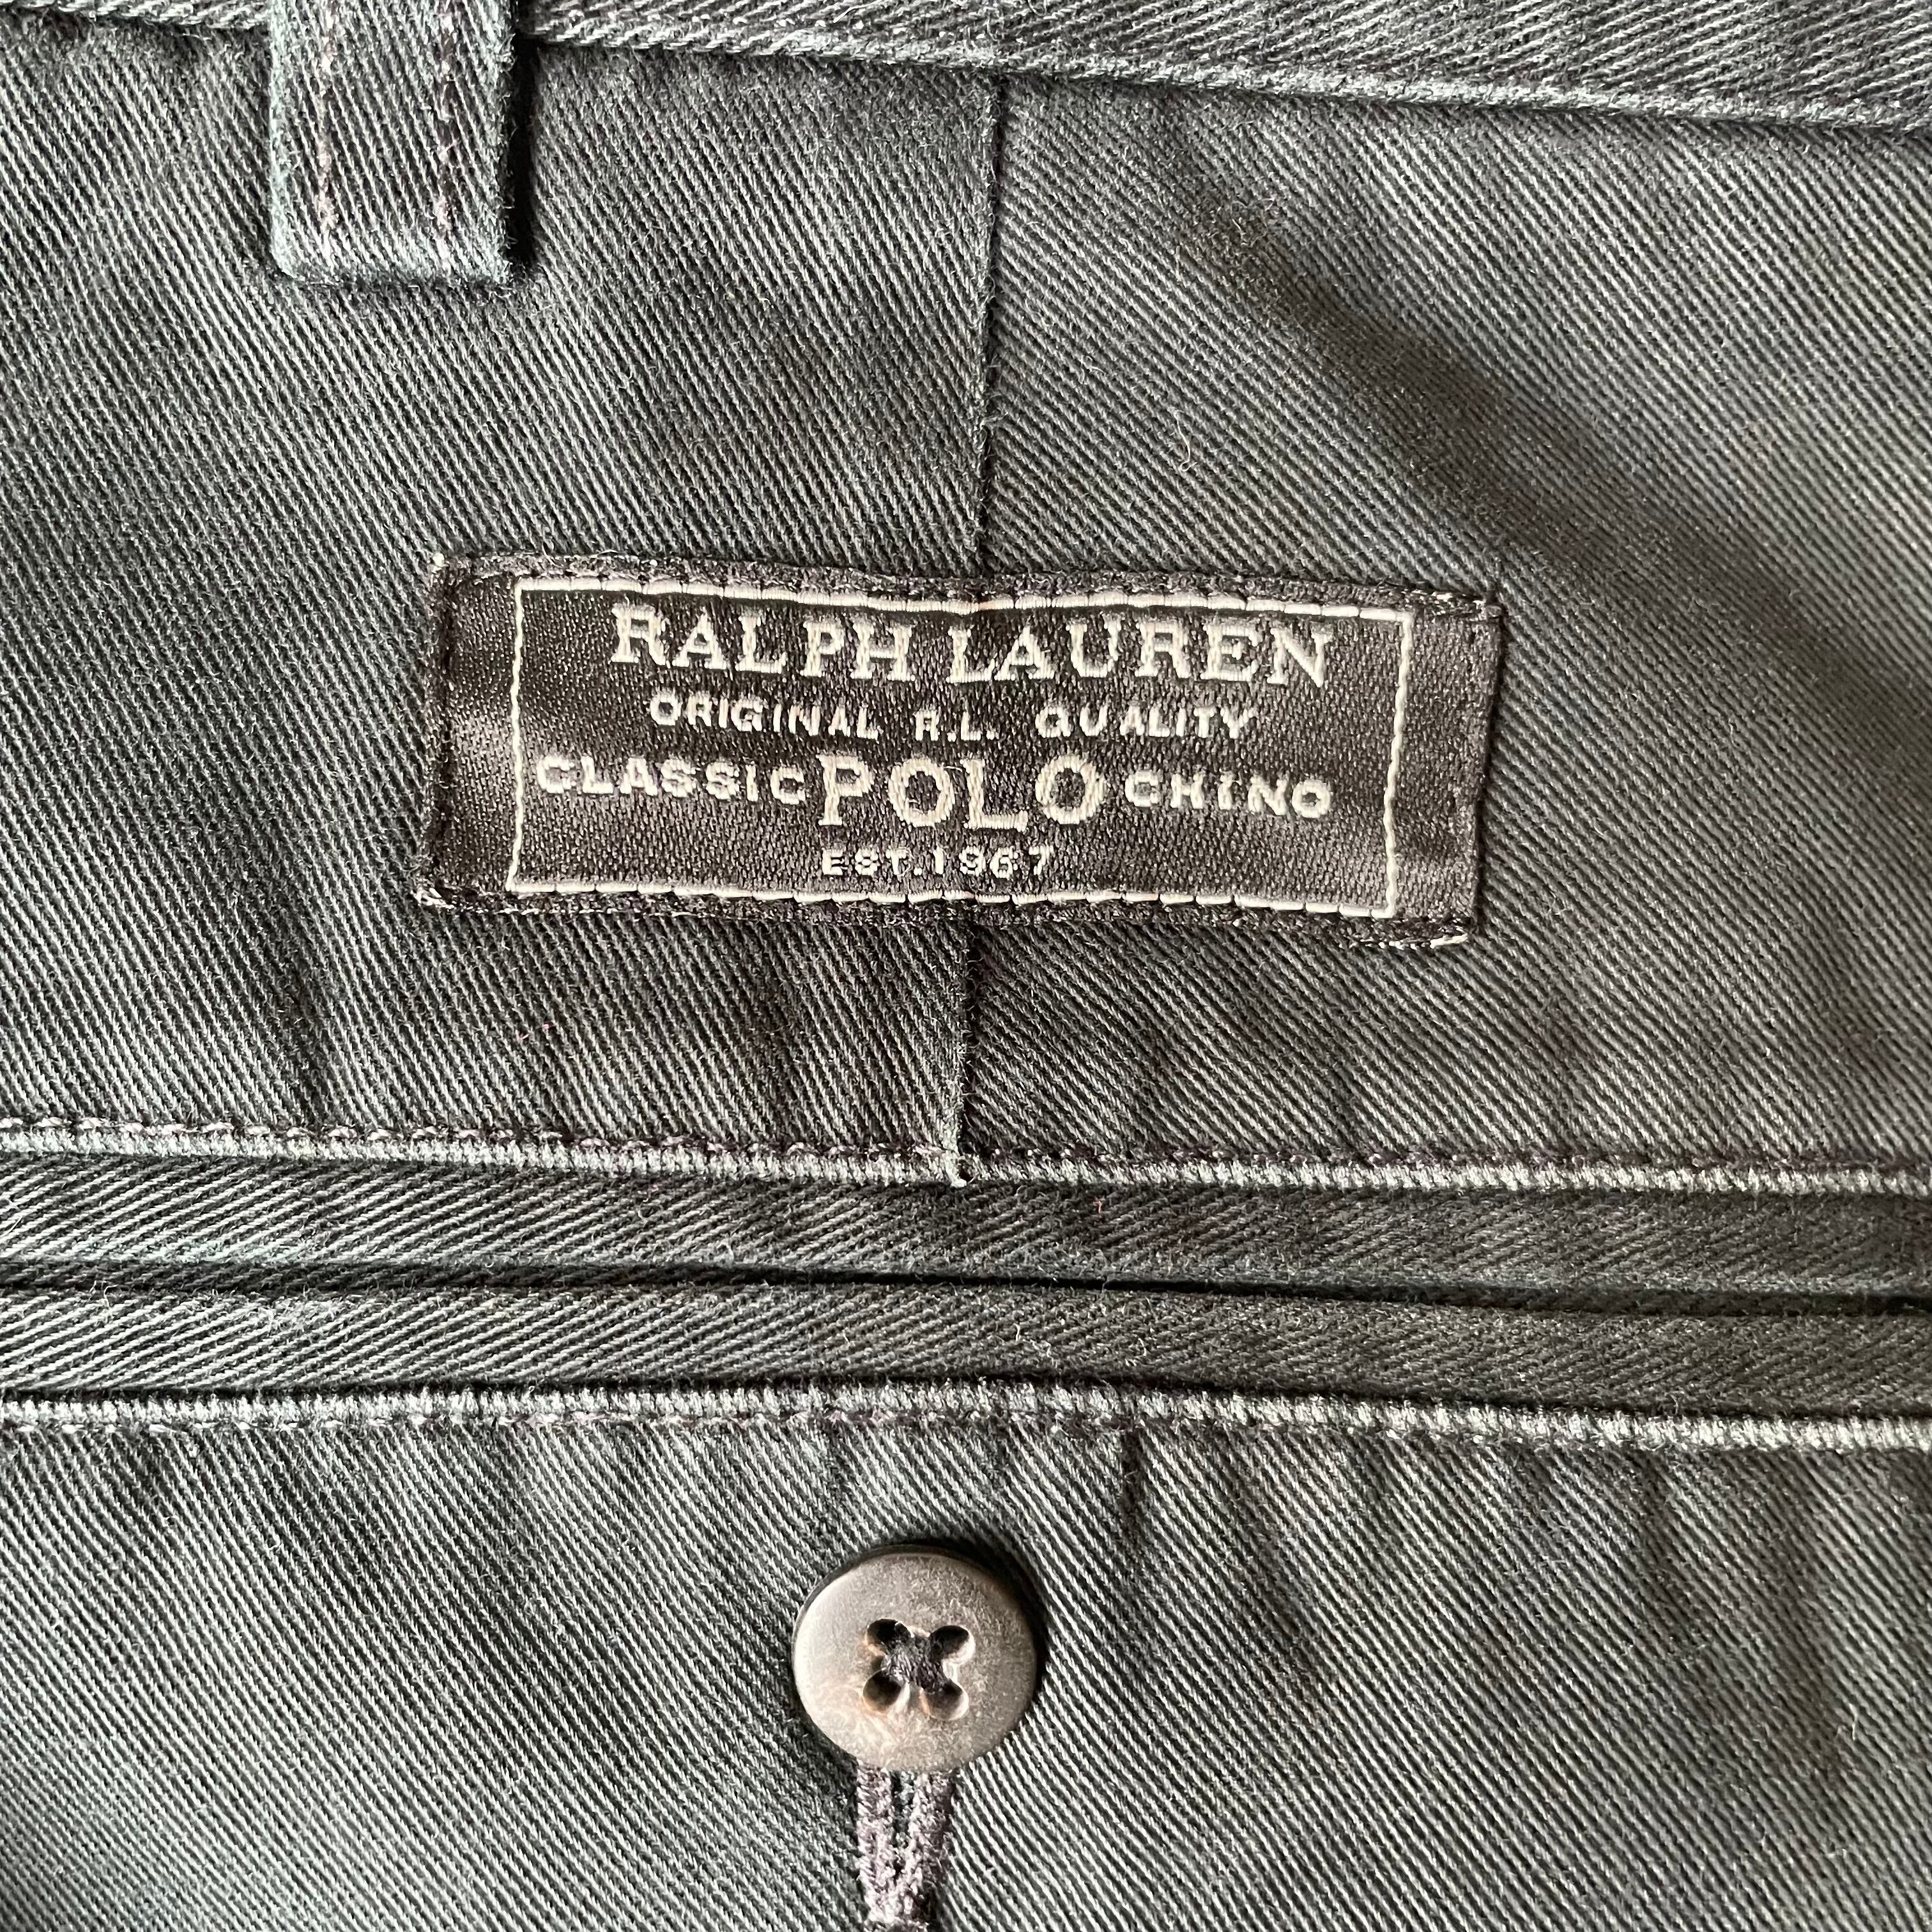 RALPH LAUREN
ORIGINAL R.L. QUALITY
CLASSIC POLO CHINO
EST.1967